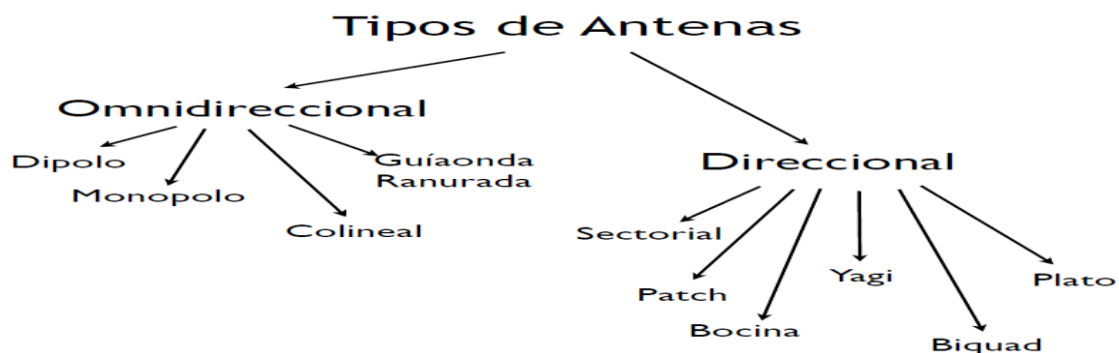 Tipos de Antenas
Omnidireccional
Dipolo
Monopolo
Colineal
Guíaonda
Ranurada
Direccional
Sectorial
Patch
Bocina
Yagi
Biquad
Plato